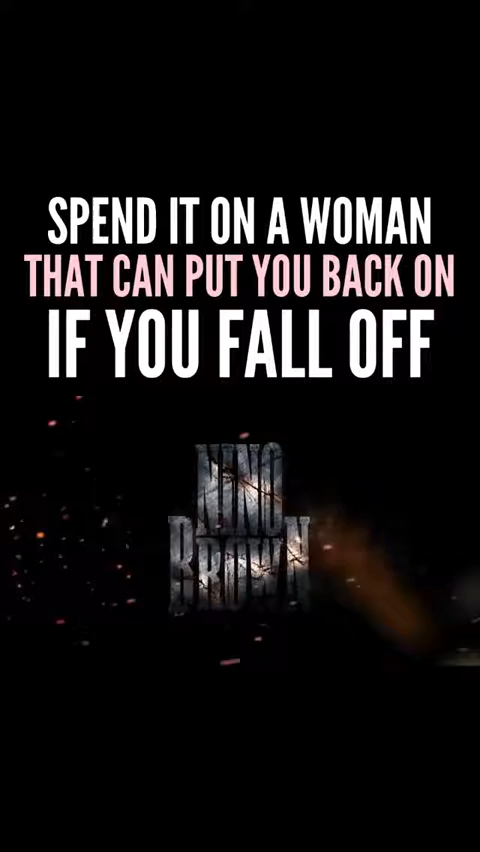 SPEND IT ON A WOMAN
THAT CAN PUT YOU BACK ON
IF YOU FALL OFF
NINO
BROWN